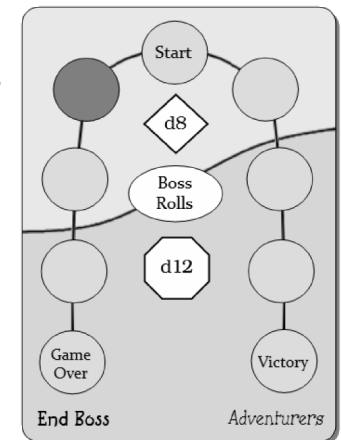 Start
d8
Boss
Rolls
d12
Game
Over
Victory
End Boss
Adventurers